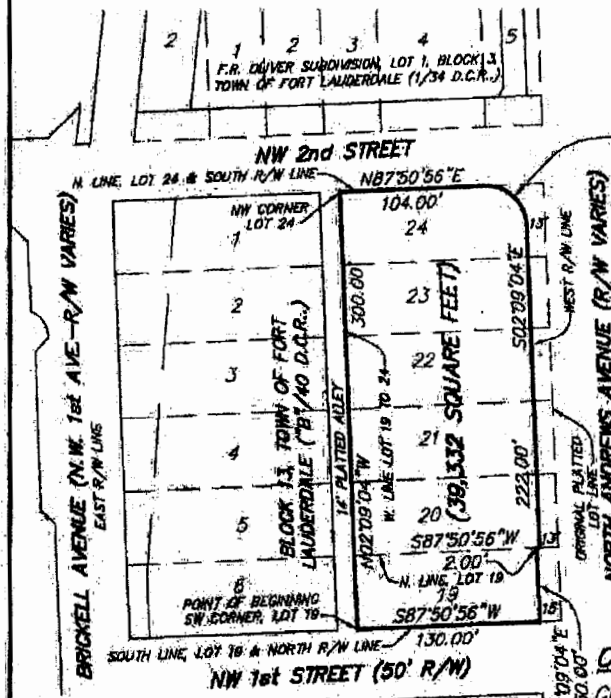 2
1
2
3
4
5
F.R. OLIVER SUBDIVISION, LOT 1, BLOCK 3
TOWN OF FORT LAUDERDALE (1/34 D.C.R.)
NW 2nd STREET
N. LINE, LOT 24 & SOUTH R/W LINE
N87°50'56"E
104.00'
NW CORNER
LOT 24
1
2
3
4
5
6
24
23
22
21
20
19
13'
13'
15'
BRICKELL AVENUE (N.W. 1st AVE-R/W VARIES)
EAST R/W LINE
BLOCK 13, TOWN OF FORT
LAUDERDALE ("B"/40 D.C.R.)
14' PLATTED ALLEY
300.00'
N02°09'04"W
W. LINE LOT 19 TO 24
(39,332 SQUARE FEET)
S02°09'04"E
222.00'
WEST R/W LINE
ORIGINAL PLATTED
LOT LINE
NORTH ANDREWS AVENUE (R/W VARIES)
S87°50'56"W
2.00'
N. LINE, LOT 19
POINT OF BEGINNING
SW CORNER, LOT 19
S87°50'56"W
130.00'
SOUTH LINE, LOT 19 & NORTH R/W LINE
NW 1st STREET (50' R/W)
09'04"E
0.00'